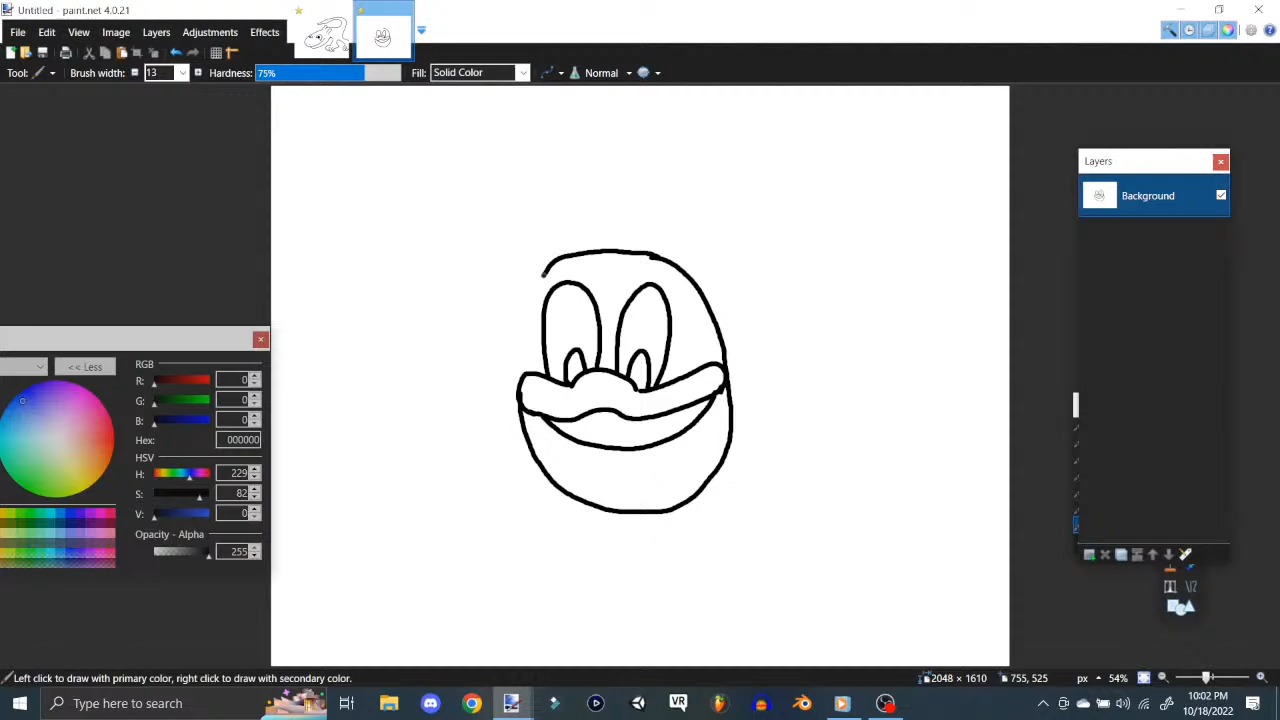 Untitled - paint.net 4.0.21
File Edit View Image Layers Adjustments Effects
Tool: Brush width: 13 Hardness: 75% Fill: Solid Color Normal
Layers
Background
<< Less
RGB
R: 0
G: 0
B: 0
Hex: 000000
HSV
H: 229
S: 82
V: 0
Opacity - Alpha
255
Left click to draw with primary color, right click to draw with secondary color.
2048 × 1610
755, 525
px
54%
Type here to search
VR
10:02 PM
10/18/2022